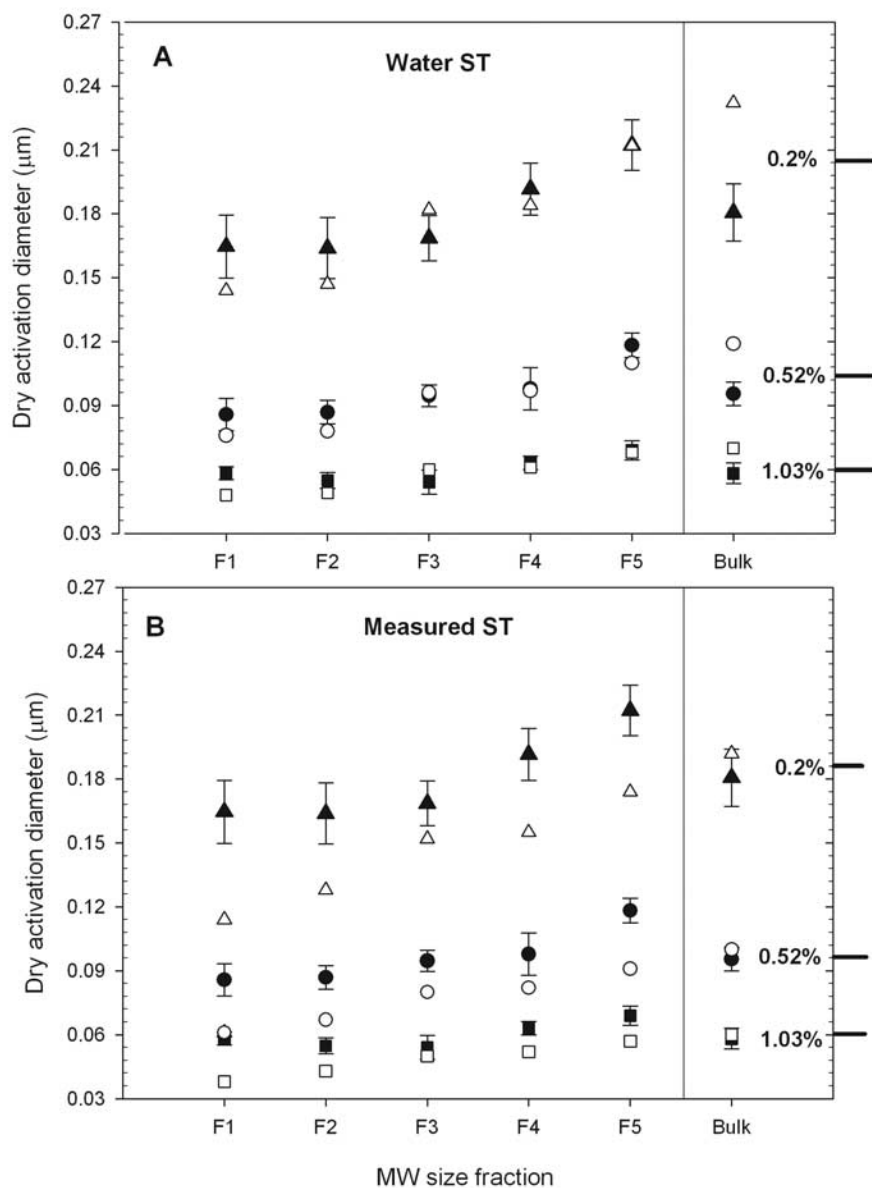 A
Water ST
Dry activation diameter (μm)
0.27
0.24
0.21
0.18
0.15
0.12
0.09
0.06
0.03
0.2%
0.52%
1.03%
F1 F2 F3 F4 F5 Bulk
B
Measured ST
Dry activation diameter (μm)
0.27
0.24
0.21
0.18
0.15
0.12
0.09
0.06
0.03
0.2%
0.52%
1.03%
F1 F2 F3 F4 F5 Bulk
MW size fraction